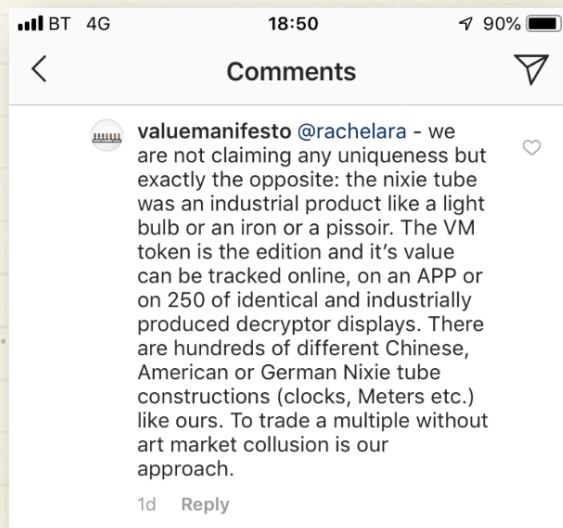 BT 4G 18:50 90%
Comments
valuemanifesto @rachelara - we
are not claiming any uniqueness but
exactly the opposite: the nixie tube
was an industrial product like a light
bulb or an iron or a pissoir. The VM
token is the edition and it's value
can be tracked online, on an APP or
on 250 of identical and industrially
produced decryptor displays. There
are hundreds of different Chinese,
American or German Nixie tube
constructions (clocks, Meters etc.)
like ours. To trade a multiple without
art market collusion is our
approach.
1d Reply